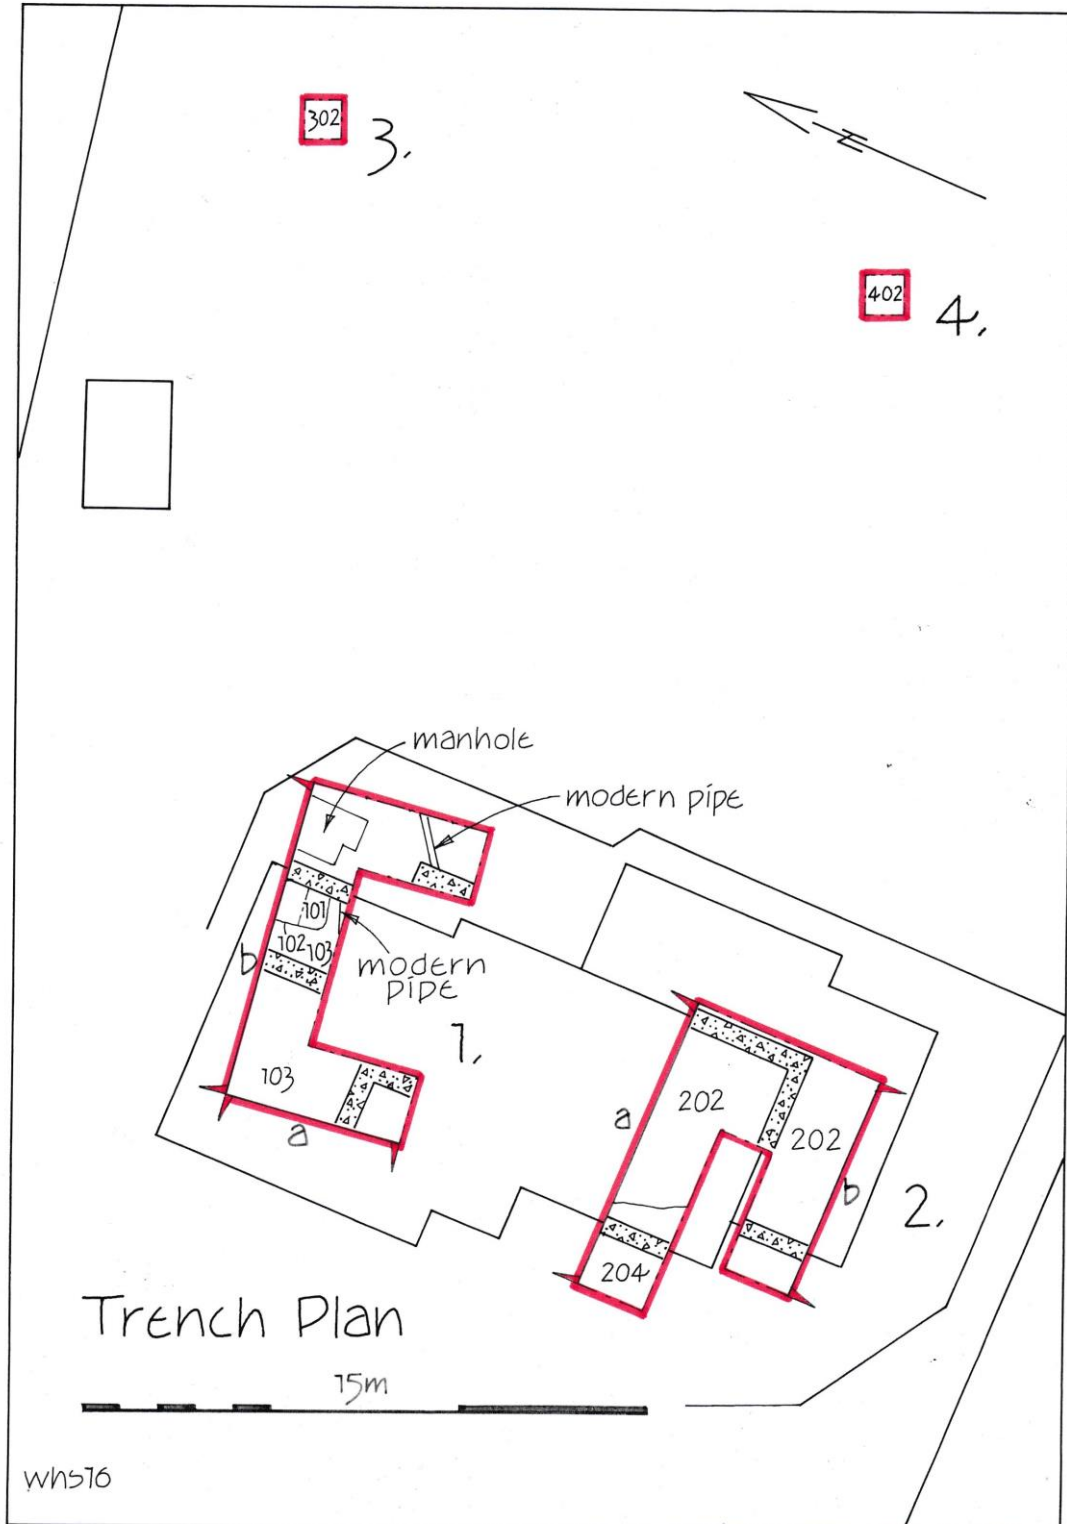 302
3.
N
402
4.
manhole
modern pipe
101
102 103
b
modern
pipe
1.
103
a
202
a
202
b
2.
204
Trench Plan
15m
whs16